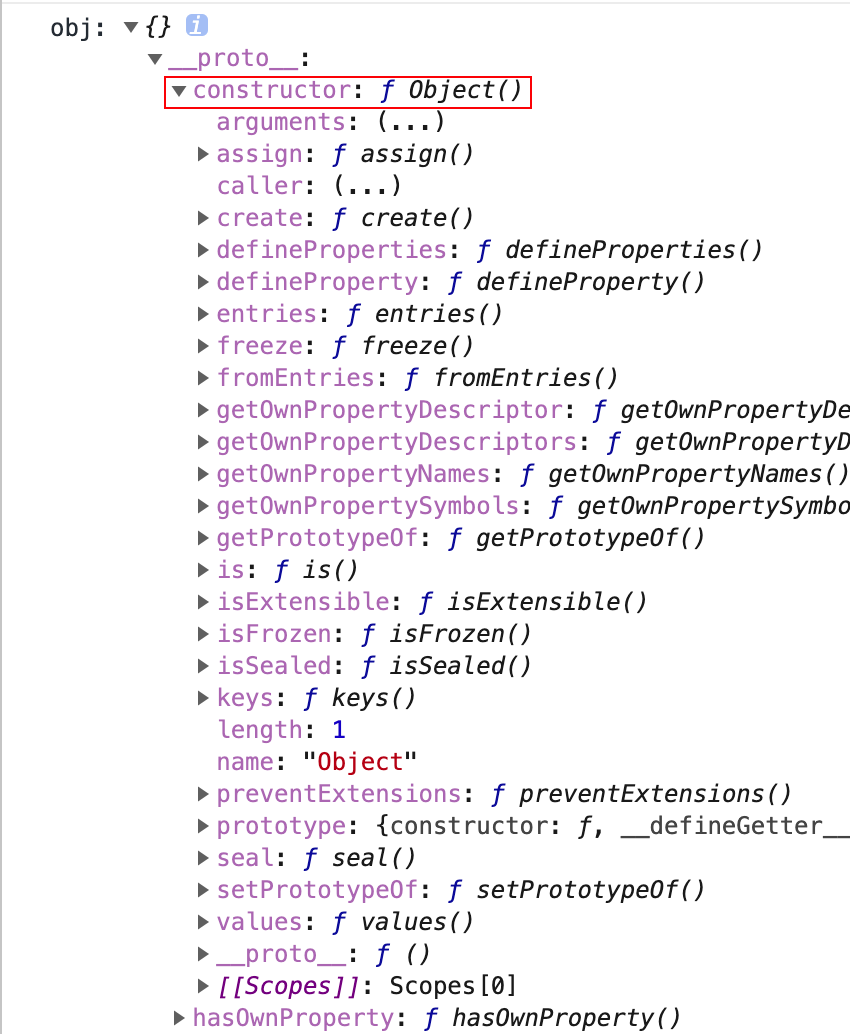 obj: ▼{} i
▼__proto__:
▼constructor: ƒ Object()
arguments: (...)
▶assign: ƒ assign()
caller: (...)
▶create: ƒ create()
▶defineProperties: ƒ defineProperties()
▶defineProperty: ƒ defineProperty()
▶entries: ƒ entries()
▶freeze: ƒ freeze()
▶fromEntries: ƒ fromEntries()
▶getOwnPropertyDescriptor: ƒ getOwnPropertyDe
▶getOwnPropertyDescriptors: ƒ getOwnPropertyD
▶getOwnPropertyNames: ƒ getOwnPropertyNames()
▶getOwnPropertySymbols: ƒ getOwnPropertySymbo
▶getPrototypeOf: ƒ getPrototypeOf()
▶is: ƒ is()
▶isExtensible: ƒ isExtensible()
▶isFrozen: ƒ isFrozen()
▶isSealed: ƒ isSealed()
▶keys: ƒ keys()
length: 1
name: "Object"
▶preventExtensions: ƒ preventExtensions()
▶prototype: {constructor: ƒ, __defineGetter__
▶seal: ƒ seal()
▶setPrototypeOf: ƒ setPrototypeOf()
▶values: ƒ values()
▶__proto__: ƒ ()
▶[[Scopes]]: Scopes[0]
▶hasOwnProperty: ƒ hasOwnProperty()